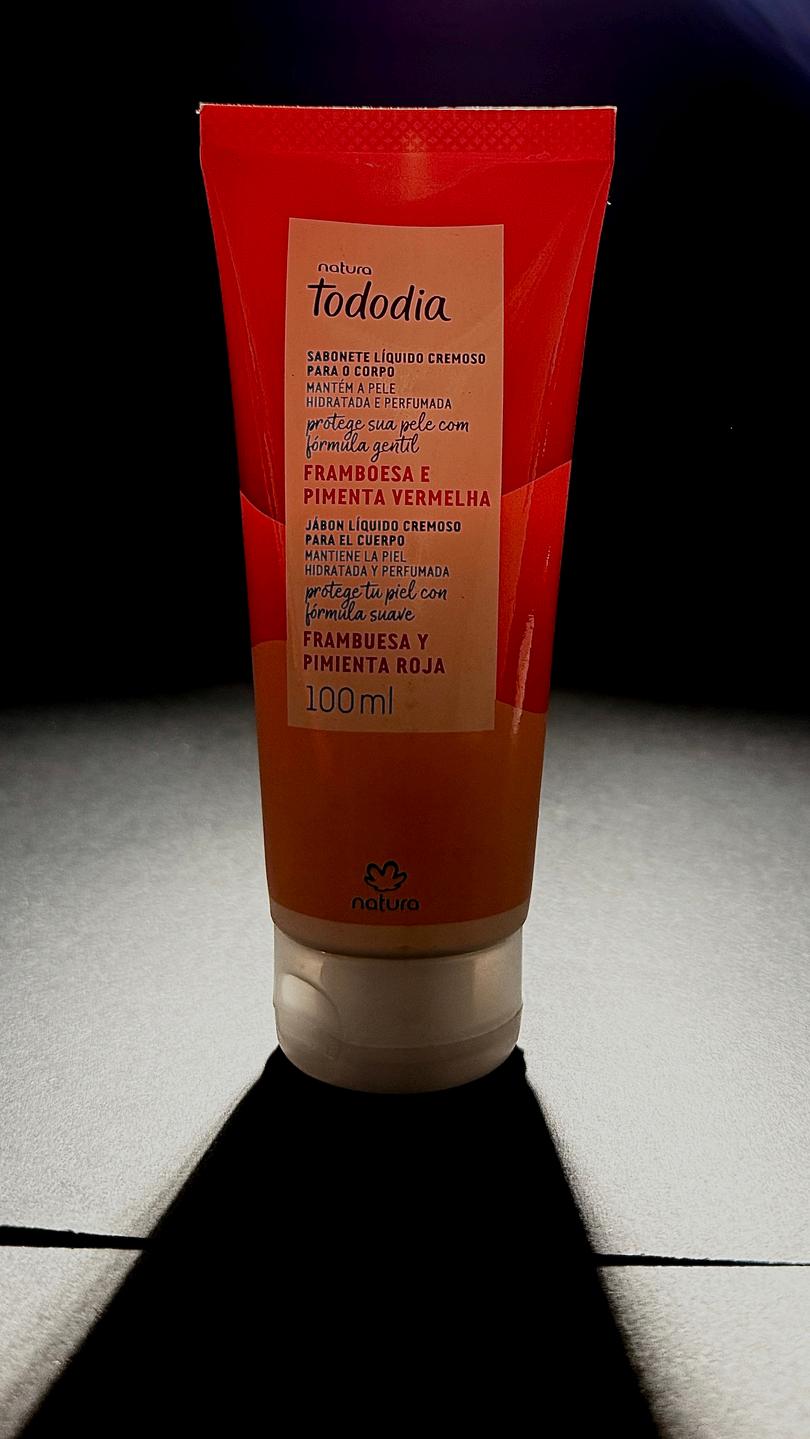 natura
tododia
SABONETE LÍQUIDO CREMOSO
PARA O CORPO
MANTÉM A PELE
HIDRATADA E PERFUMADA
protege sua pele com
fórmula gentil
FRAMBOESA E
PIMENTA VERMELHA
JÁBON LÍQUIDO CREMOSO
PARA EL CUERPO
MANTIENE LA PIEL
HIDRATADA Y PERFUMADA
protege tu piel con
fórmula suave
FRAMBUESA Y
PIMIENTA ROJA
100ml
natura